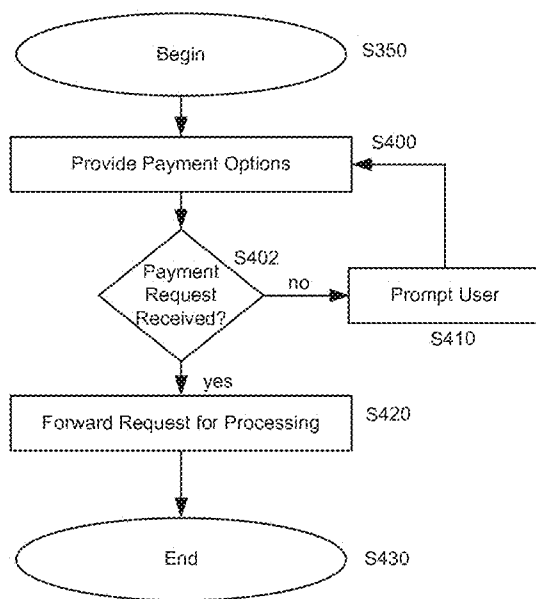 Begin
S350
S400
Provide Payment Options
S402
Payment
Request
Received?
no
Prompt User
S410
yes
Forward Request for Processing
S420
End
S430